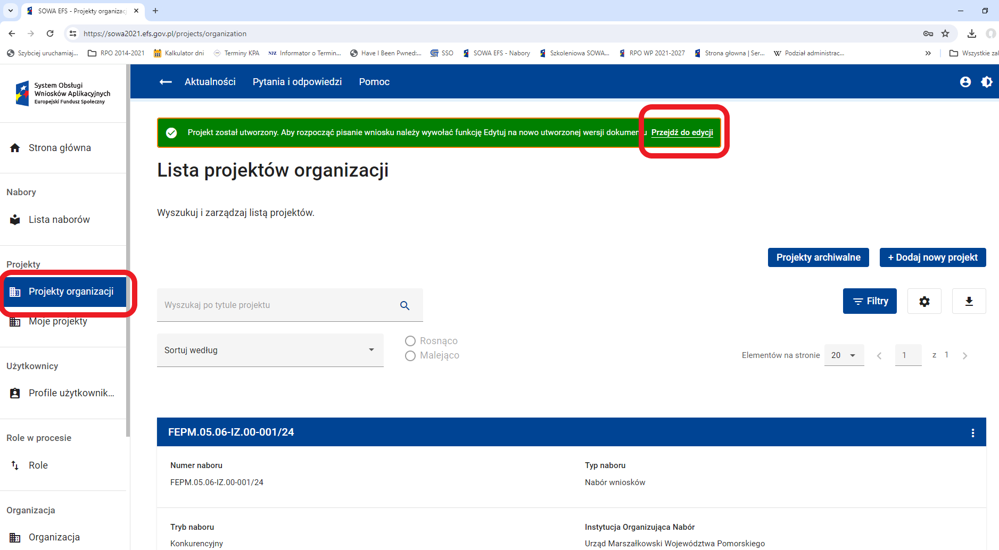 SOWA EFS - Projekty organizacj
https://sowa2021.efs.gov.pl/projects/organization
Szybciej uruchamiaj... RPO 2014-2021 Kalkulator dni Terminy KPA NFZ Informator o Termin... Have I Been Pwned:... SSO SOWA EFS - Nabory Szkoleniowa SOWA... RPO WP 2021-2027 Strona głowna | Ser... W Podział administrac... » Wszystkie zak
System Obsługi
Wniosków Aplikacyjnych
Europejski Fundusz Społeczny
Aktualności Pytania i odpowiedzi Pomoc
Projekt został utworzony. Aby rozpocząć pisanie wniosku należy wywołać funkcję Edytuj na nowo utworzonej wersji dokumentu Przejdź do edycji
Strona główna
Nabory
Lista naborów
Projekty
Projekty organizacji
Moje projekty
Użytkownicy
Profile użytkownik...
Role w procesie
Role
Organizacja
Organizacja
Lista projektów organizacji
Wyszukuj i zarządzaj listą projektów.
Projekty archiwalne + Dodaj nowy projekt
Wyszukaj po tytule projektu
Filtry
Sortuj według
Rosnąco
Malejąco
Elementów na stronie 20 1 z 1
FEPM.05.06-IZ.00-001/24
Numer naboru Typ naboru
FEPM.05.06-IZ.00-001/24 Nabór wniosków
Tryb naboru Instytucja Organizująca Nabór
Konkurencyjny Urząd Marszałkowski Województwa Pomorskiego